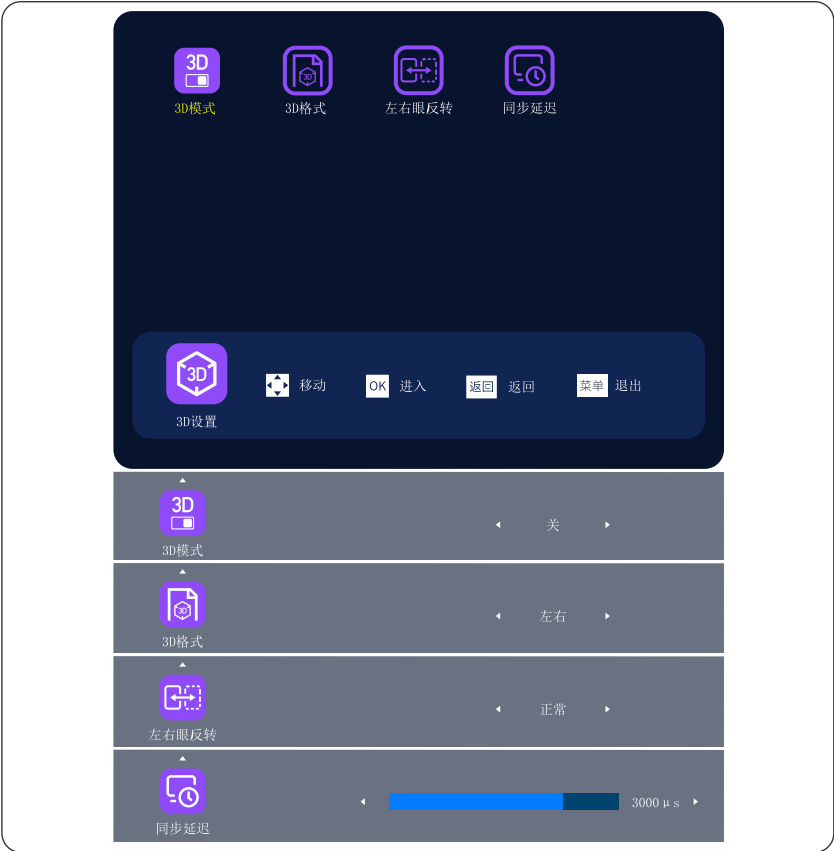 3D
3D
3D模式
3D格式
左右眼反转
同步延迟
3D
3D设置
移动
OK 进入
返回 返回
菜单 退出
3D
3D模式
关
3D
3D格式
左右
左右眼反转
正常
同步延迟
3000μs